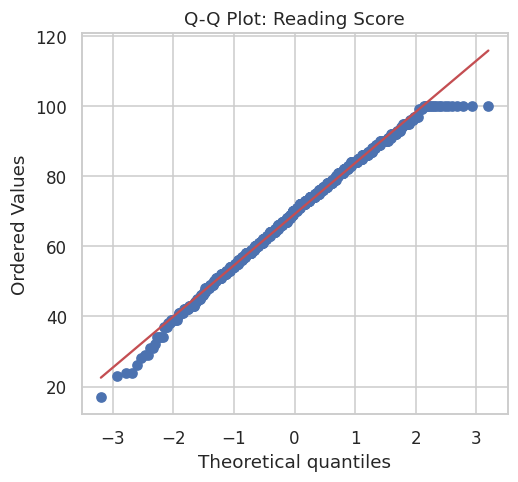 Q-Q Plot: Reading Score
120
100
80
60
40
20
Ordered Values
−3 −2 −1 0 1 2 3
Theoretical quantiles